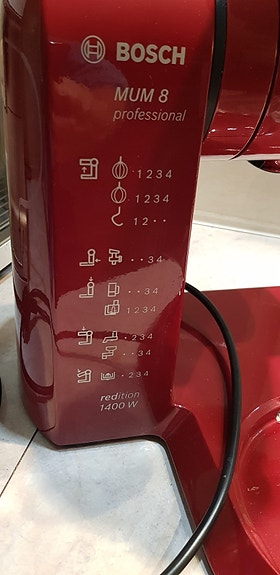 BOSCH
MUM 8
professional
1 2 3 4
1 2 3 4
1 2 · ·
· · 3 4
· · 3 4
1 2 3 4
· 2 3 4
· · 3 4
· 2 3 4
redition
1400 W